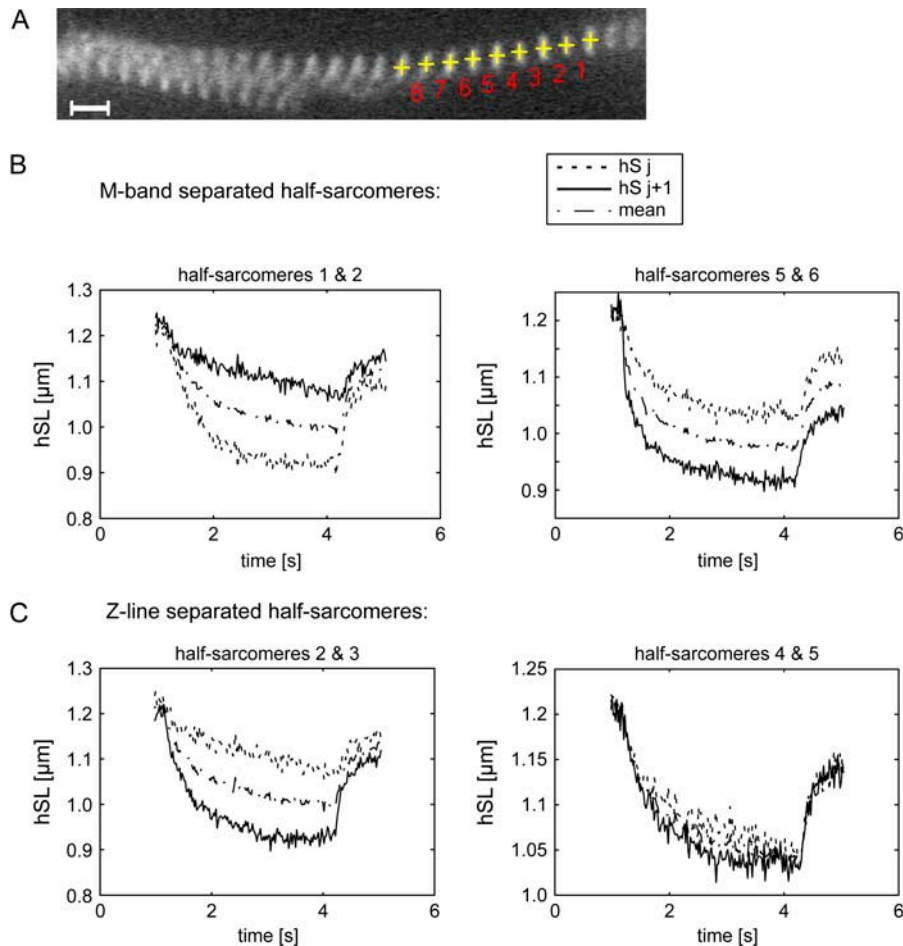 A
8 7 6 5 4 3 2 1
B
M-band separated half-sarcomeres:
hS j
hS j+1
mean
half-sarcomeres 1 & 2
1.3
1.2
1.1
1.0
0.9
0.8
hSL [µm]
0 2 4 6
time [s]
half-sarcomeres 5 & 6
1.2
1.1
1.0
0.9
hSL [µm]
0 2 4 6
time [s]
C
Z-line separated half-sarcomeres:
half-sarcomeres 2 & 3
1.3
1.2
1.1
1.0
0.9
0.8
hSL [µm]
0 2 4 6
time [s]
half-sarcomeres 4 & 5
1.25
1.2
1.15
1.1
1.05
1.0
hSL [µm]
0 2 4 6
time [s]